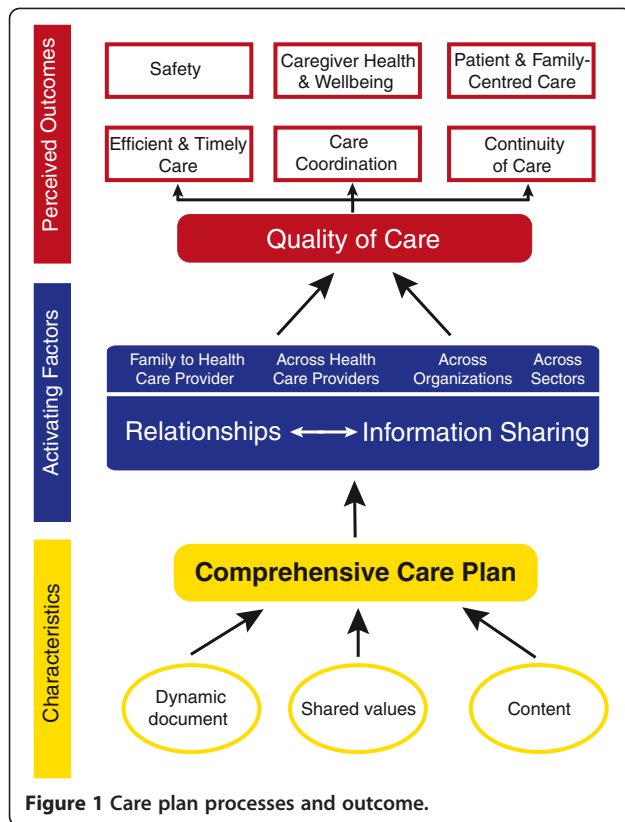 Perceived Outcomes
Safety
Caregiver Health
& Wellbeing
Patient & Family-
Centred Care
Efficient & Timely
Care
Care
Coordination
Continuity
of Care
Quality of Care
Activating Factors
Family to Health
Care Provider
Across Health
Care Providers
Across
Organizations
Across
Sectors
Relationships
Information Sharing
Characteristics
Comprehensive Care Plan
Dynamic
document
Shared values
Content
Figure 1 Care plan processes and outcome.